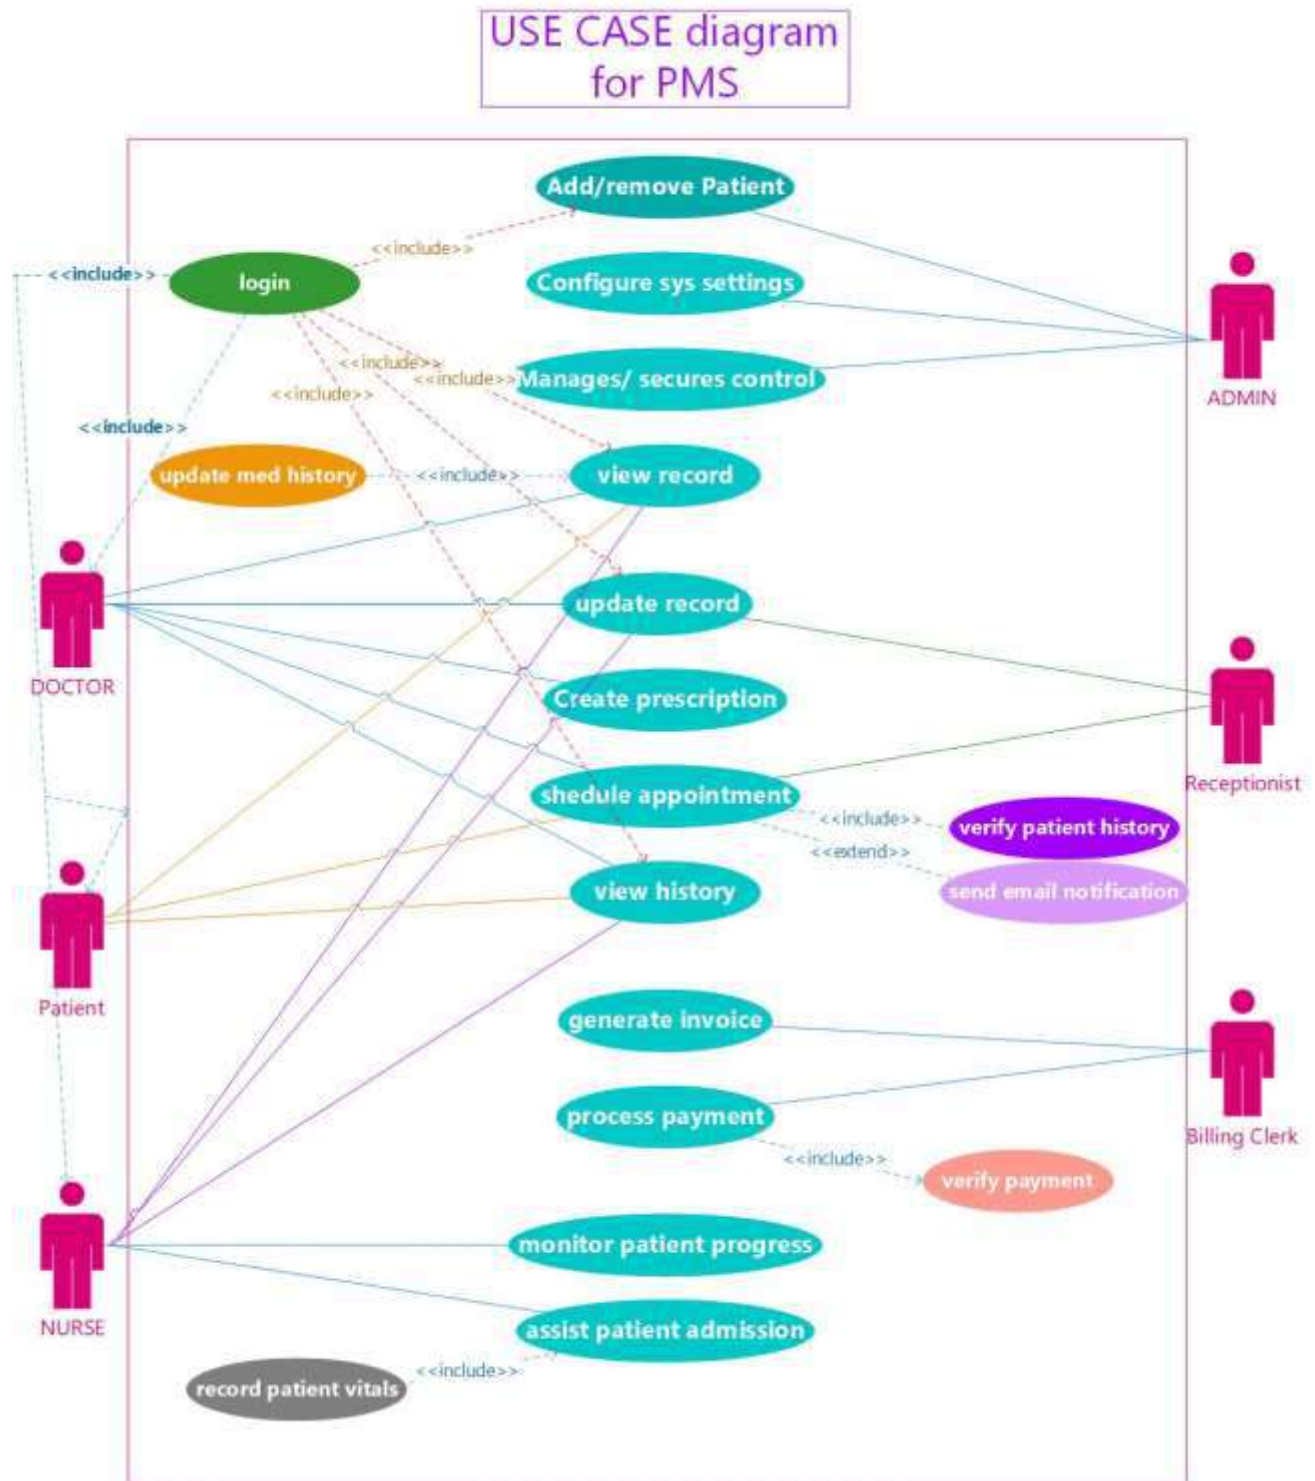 USE CASE diagram
for PMS
Add/remove Patient
<<include>>
<<include>>
login
Configure sys settings
ADMIN
<<include>>
<<include>>
<<include>>
Manages/ secures control
<<include>>
update med history
<<include>>
view record
update record
DOCTOR
Create prescription
Receptionist
shedule appointment
<<include>>
verify patient history
<<extend>>
send email notification
view history
Patient
generate invoice
process payment
Billing Clerk
<<include>>
verify payment
monitor patient progress
NURSE
assist patient admission
<<include>>
record patient vitals